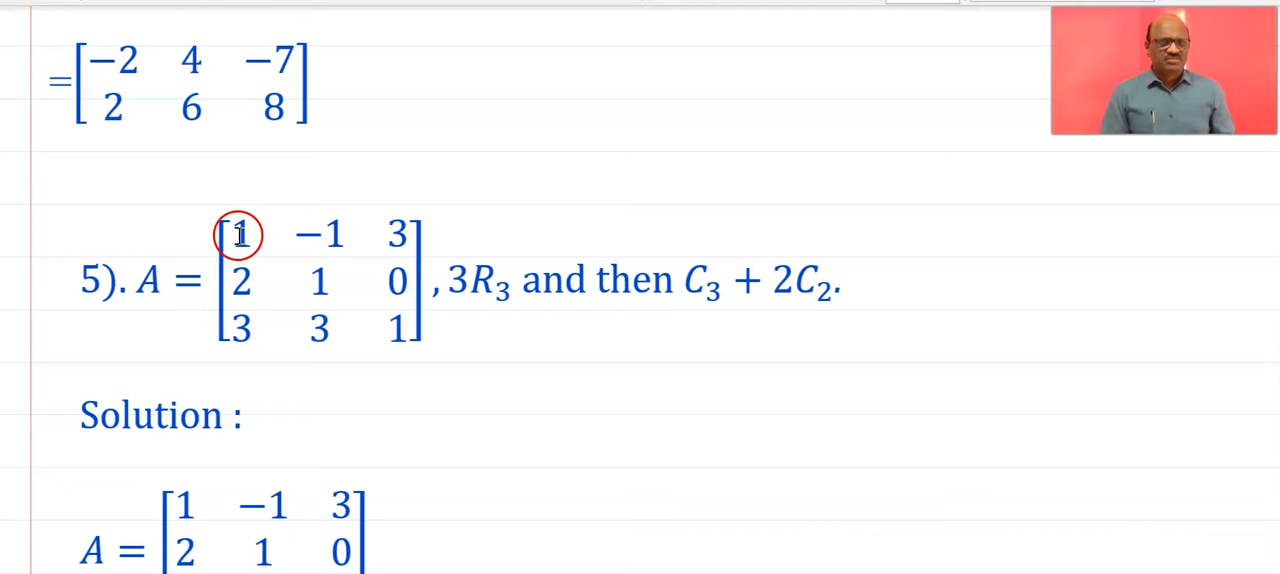 = [−2 4 −7]
[2 6 8]
5). A = [1 −1 3]
[2 1 0] , 3R₃ and then C₃ + 2C₂.
[3 3 1]
Solution :
A = [1 −1 3]
[2 1 0]